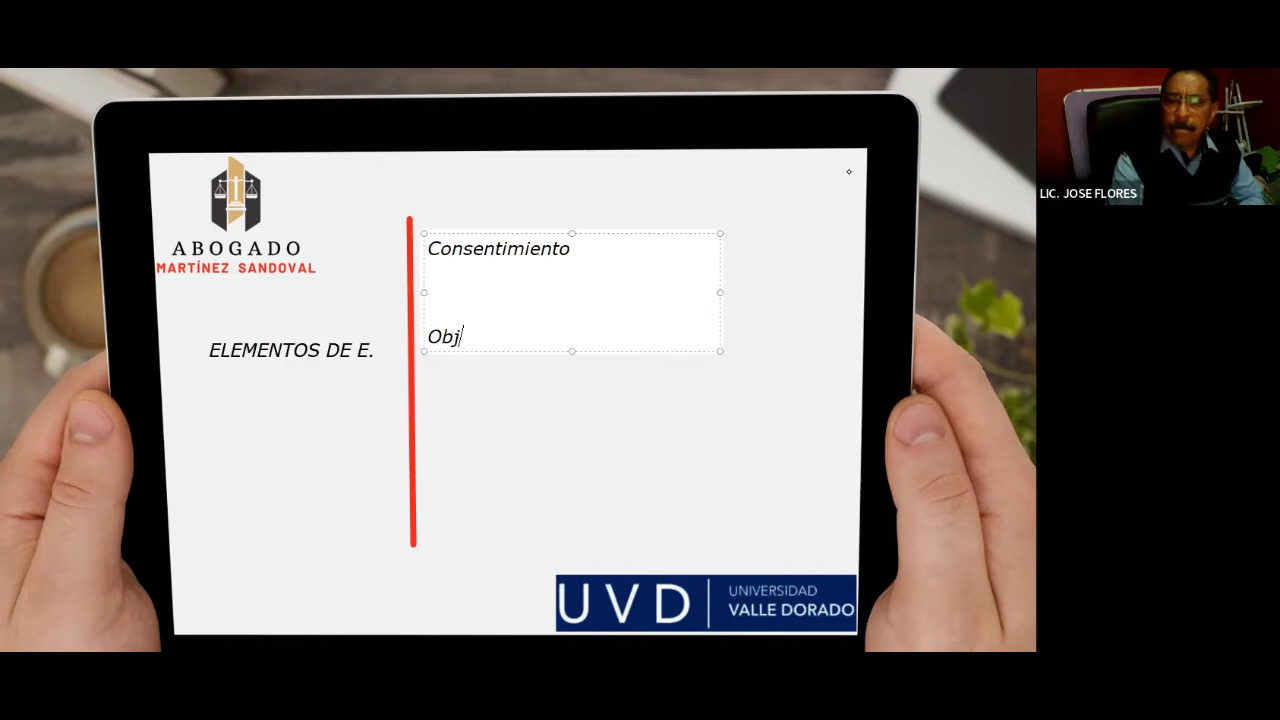 ABOGADO
MARTÍNEZ SANDOVAL
ELEMENTOS DE E.
Consentimiento
Obj
UVD
UNIVERSIDAD
VALLE DORADO
LIC. JOSE FLORES